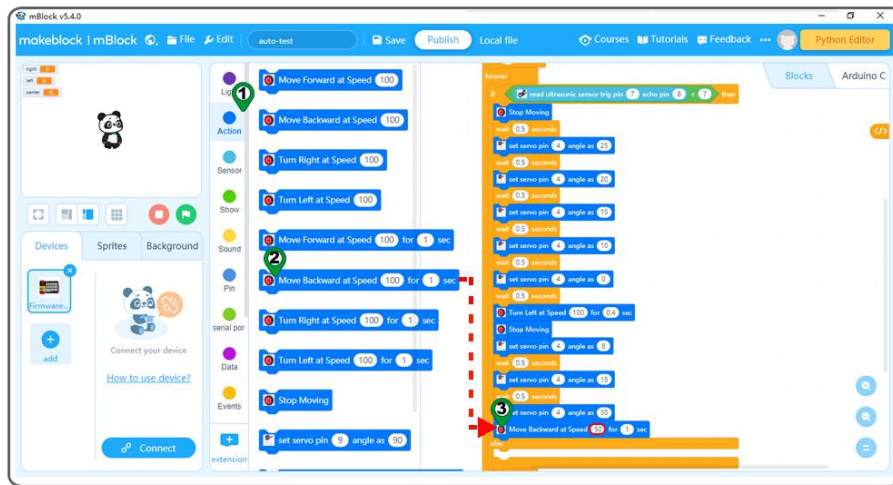 mBlock v5.4.0
makeblock | mBlock File Edit auto-test Save Publish Local file Courses Tutorials Feedback Python Editor
right 0
left 0
center 0
Devices Sprites Background
Firmware...
add
Connect your device
How to use device?
Connect
1
Action
Sensor
Show
Sound
Pin
serial por
Data
Events
extension
Move Forward at Speed 100
Move Backward at Speed 100
Turn Right at Speed 100
Turn Left at Speed 100
Move Forward at Speed 100 for 1 sec
2
Move Backward at Speed 100 for 1 sec
Turn Right at Speed 100 for 1 sec
Turn Left at Speed 100 for 1 sec
Stop Moving
set servo pin 9 angle as 90
forever
if read ultrasonic sensor trig pin 7 echo pin 8 < 7 then
Stop Moving
wait 0.5 seconds
set servo pin 4 angle as 25
wait 0.5 seconds
set servo pin 4 angle as 20
wait 0.5 seconds
set servo pin 4 angle as 15
wait 0.5 seconds
set servo pin 4 angle as 10
wait 0.5 seconds
set servo pin 4 angle as 0
wait 0.5 seconds
Turn Left at Speed 100 for 0.4 sec
Stop Moving
set servo pin 4 angle as 8
wait 0.5 seconds
set servo pin 4 angle as 15
wait 0.5 seconds
set servo pin 4 angle as 30
3
Move Backward at Speed 50 for 1 sec
else
Blocks Arduino C